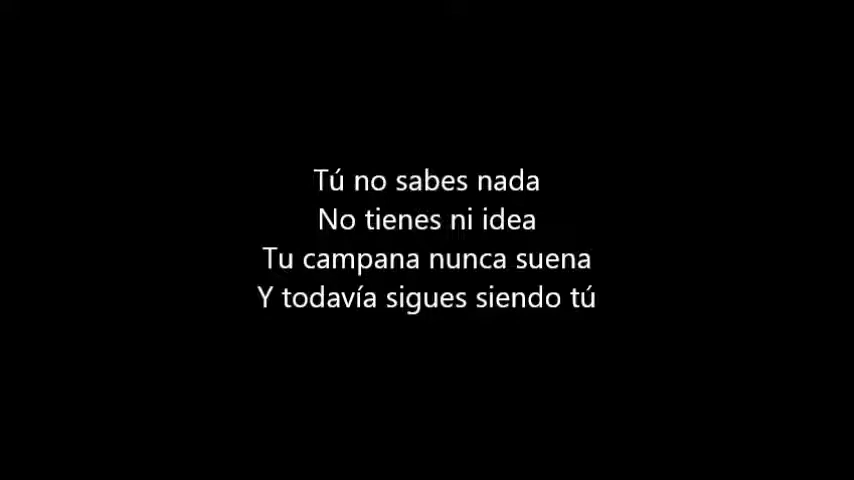 Tú no sabes nada
No tienes ni idea
Tu campana nunca suena
Y todavía sigues siendo tú